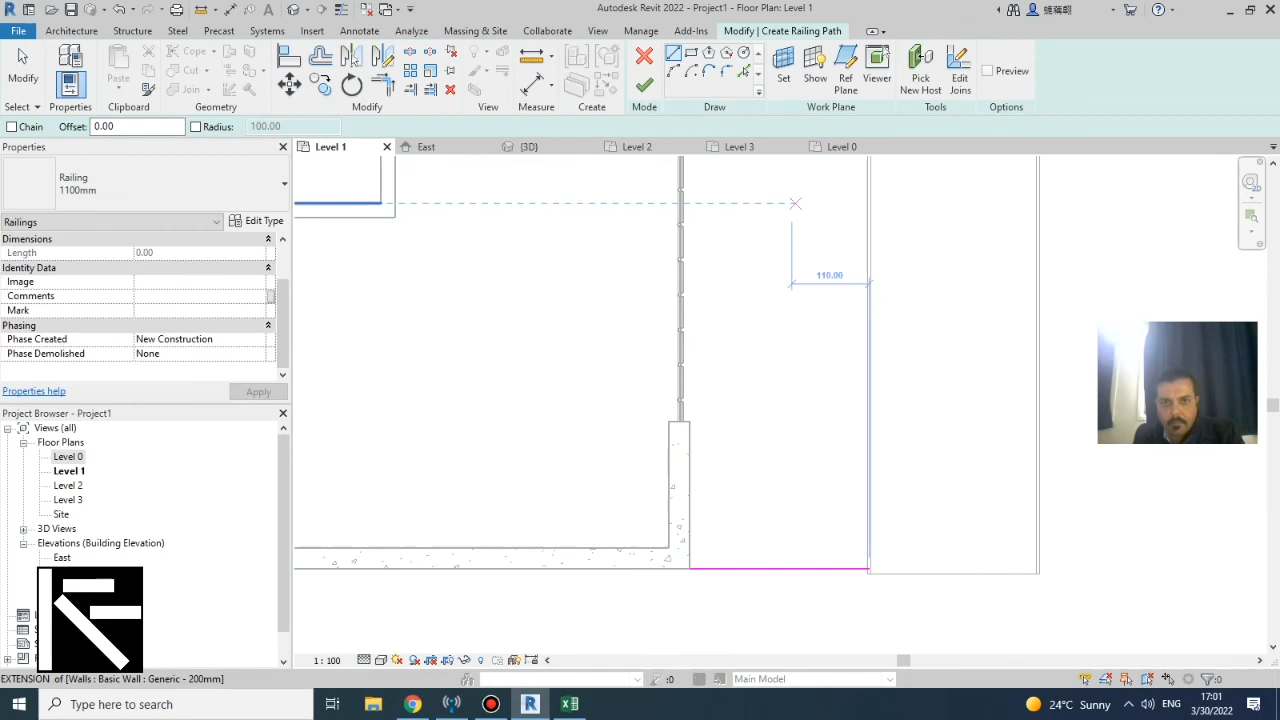 Autodesk Revit 2022 - Project1 - Floor Plan: Level 1
File Architecture Structure Steel Precast Systems Insert Annotate Analyze Massing & Site Collaborate View Manage Add-Ins Modify | Create Railing Path
Modify Paste Cope Cut Join Set Show Ref Plane Viewer Pick New Host Edit Joins Preview
Select Properties Clipboard Geometry Modify View Measure Create Mode Draw Work Plane Tools Options
Chain Offset: 0.00 Radius: 100.00
Properties
Level 1 East {3D} Level 2 Level 3 Level 0
Railing
1100mm
Railings Edit Type
Dimensions
Length 0.00
Identity Data
Image
Comments
Mark
Phasing
Phase Created New Construction
Phase Demolished None
Properties help Apply
110.00
2D
Project Browser - Project1
Views (all)
Floor Plans
Level 0
Level 1
Level 2
Level 3
Site
3D Views
Elevations (Building Elevation)
East
1 : 100
EXTENSION of [Walls : Basic Wall : Generic - 200mm] :0 Main Model :0
Type here to search
24°C Sunny ENG 17:01
3/30/2022